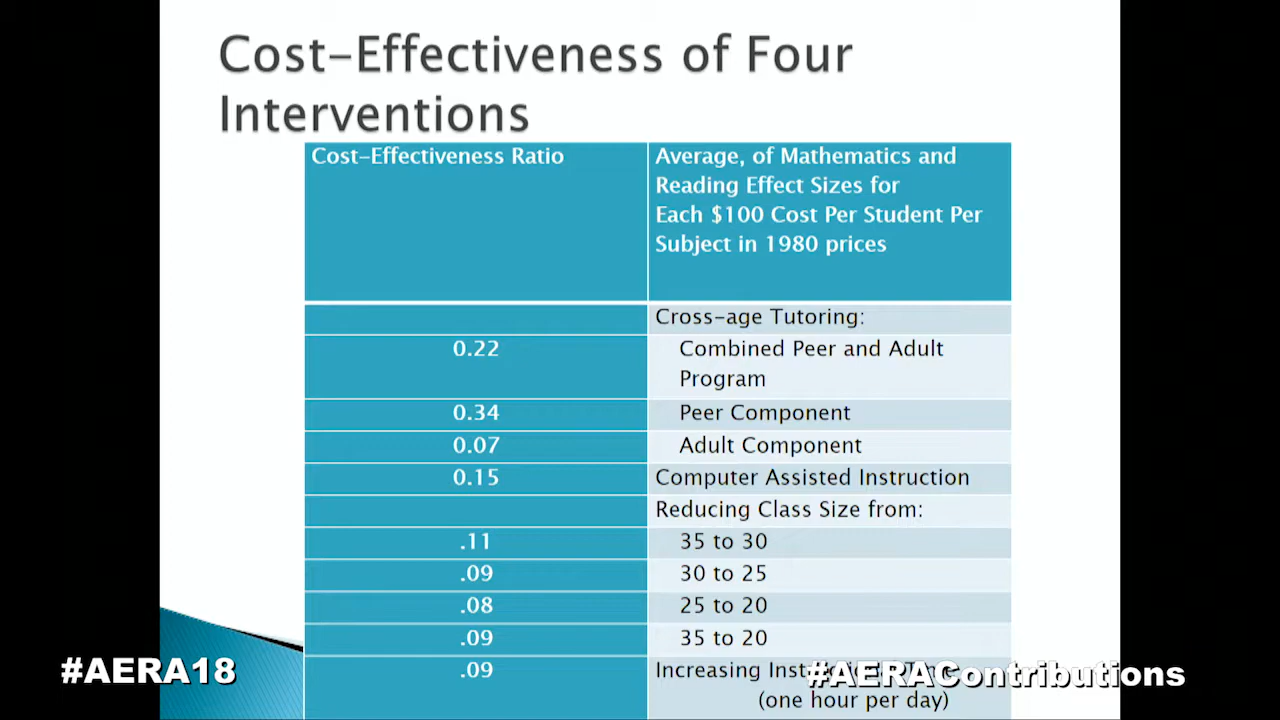 Cost-Effectiveness of Four
Interventions
Cost-Effectiveness Ratio
Average, of Mathematics and
Reading Effect Sizes for
Each $100 Cost Per Student Per
Subject in 1980 prices
Cross-age Tutoring:
0.22 Combined Peer and Adult
Program
0.34 Peer Component
0.07 Adult Component
0.15 Computer Assisted Instruction
Reducing Class Size from:
.11 35 to 30
.09 30 to 25
.08 25 to 20
.09 35 to 20
.09 Increasing
(one hour per day)
#AERA18
#AERAContributions